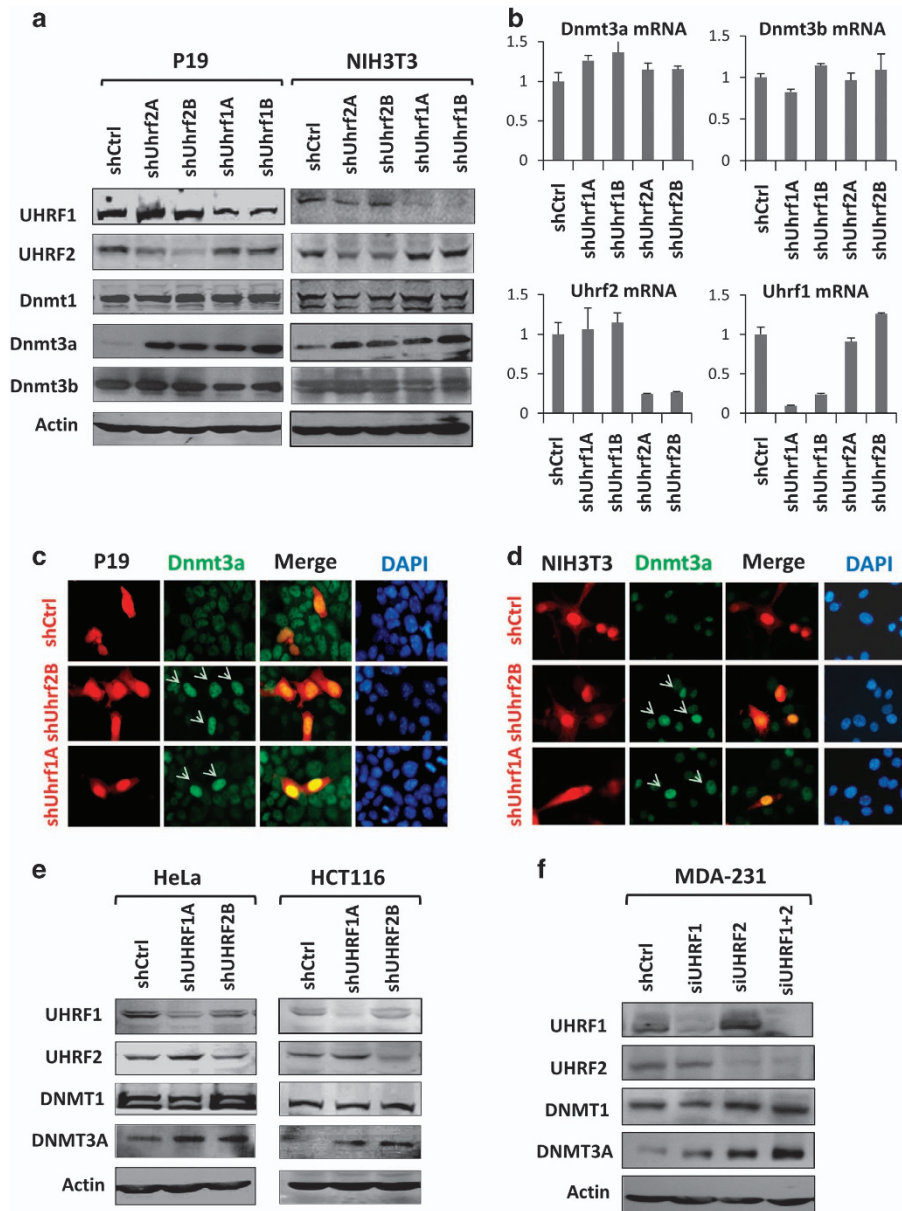 a
P19
NIH3T3
shCtrl
shUhrf2A
shUhrf2B
shUhrf1A
shUhrf1B
shCtrl
shUhrf2A
shUhrf2B
shUhrf1A
shUhrf1B
UHRF1
UHRF2
Dnmt1
Dnmt3a
Dnmt3b
Actin
b
Dnmt3a mRNA
1.5
1
0.5
0
shCtrl
shUhrf1A
shUhrf1B
shUhrf2A
shUhrf2B
Dnmt3b mRNA
1.5
1
0.5
0
shCtrl
shUhrf1A
shUhrf1B
shUhrf2A
shUhrf2B
Uhrf2 mRNA
1.5
1
0.5
0
shCtrl
shUhrf1A
shUhrf1B
shUhrf2A
shUhrf2B
Uhrf1 mRNA
1.5
1
0.5
0
shCtrl
shUhrf1A
shUhrf1B
shUhrf2A
shUhrf2B
c
P19
Dnmt3a
Merge
DAPI
shCtrl
shUhrf2B
shUhrf1A
d
NIH3T3
Dnmt3a
Merge
DAPI
shCtrl
shUhrf2B
shUhrf1A
e
HeLa
HCT116
shCtrl
shUHRF1A
shUHRF2B
shCtrl
shUHRF1A
shUHRF2B
UHRF1
UHRF2
DNMT1
DNMT3A
Actin
f
MDA-231
shCtrl
siUHRF1
siUHRF2
siUHRF1+2
UHRF1
UHRF2
DNMT1
DNMT3A
Actin